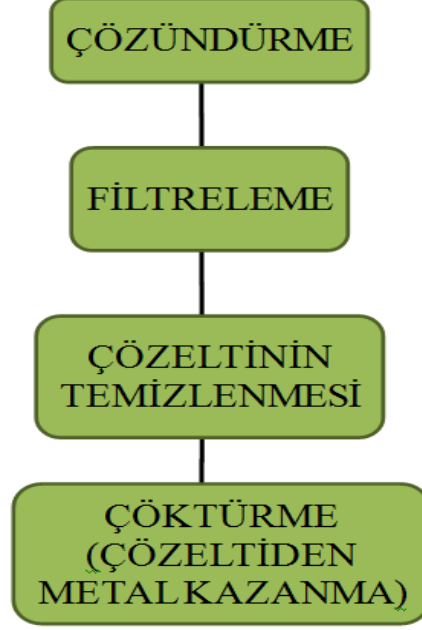 ÇÖZÜNDÜRME
FİLTRELEME
ÇÖZELTİNİN
TEMİZLENMESİ
ÇÖKTÜRME
(ÇÖZELTİDEN
METAL KAZANMA)